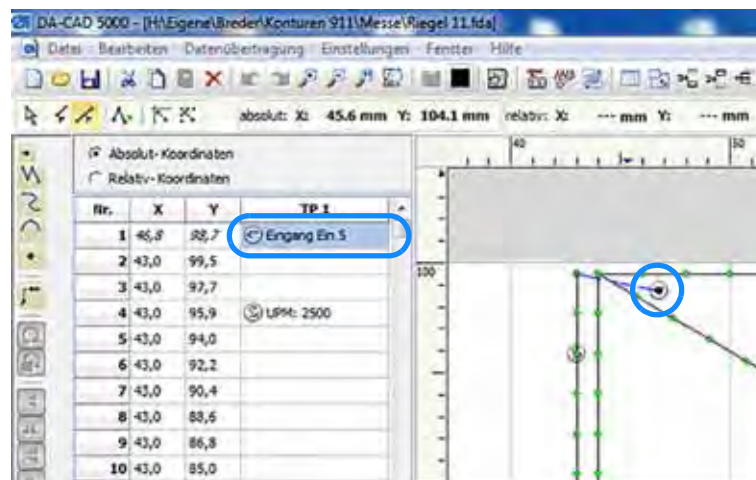 DA-CAD 5000 - [H:\Eigene\Breder\Konturen 911\Messe\Riegel 11.fda]
Datei Bearbeiten Datenübertragung Einstellungen Fenster Hilfe
absolut: X: 45.6 mm Y: 104.1 mm relativ: X: --- mm Y: --- mm
Absolut-Koordinaten
Relativ-Koordinaten
40 50
Nr. X Y TP 1
1 46,8 98,7 Eingang Ein 5
2 43,0 99,5
100
3 43,0 97,7
4 43,0 95,9 UPM: 2500
5 43,0 94,0
6 43,0 92,2
7 43,0 90,4
8 43,0 88,6
9 43,0 86,8
10 43,0 85,0